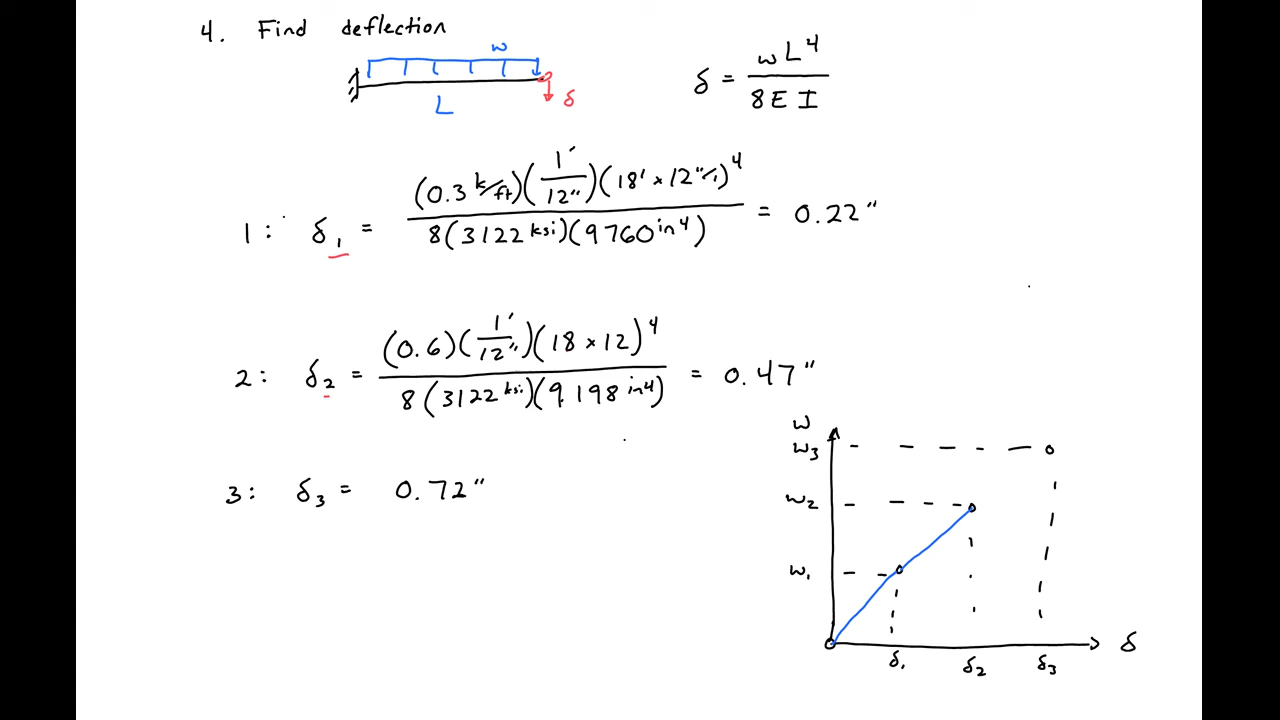 4. Find deflection
w
L
δ
δ = wL⁴ / 8EI
1: δ₁ = (0.3 k/ft)(1'/12")(18' × 12"/')⁴ / 8(3122 ksi)(9760 in⁴) = 0.22"
2: δ₂ = (0.6)(1'/12")(18 × 12)⁴ / 8(3122 ksi)(9.198 in⁴) = 0.47"
3: δ₃ = 0.72"
w
w₃
w₂
w₁
δ₁ δ₂ δ₃
δ